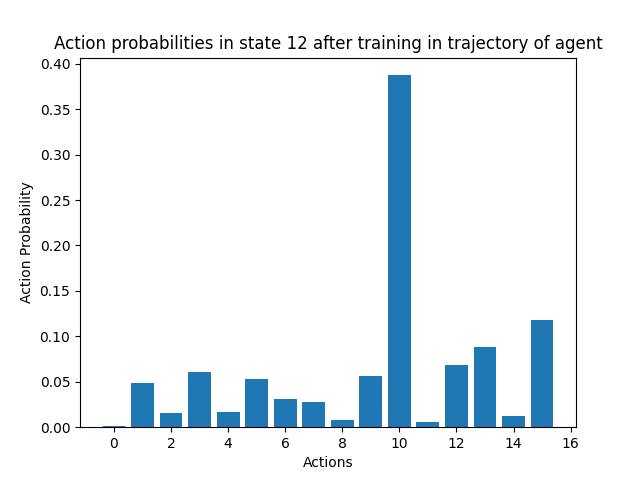 Action probabilities in state 12 after training in trajectory of agent
0.40
0.35
0.30
0.25
0.20
0.15
0.10
0.05
0.00
Action Probability
0 2 4 6 8 10 12 14 16
Actions